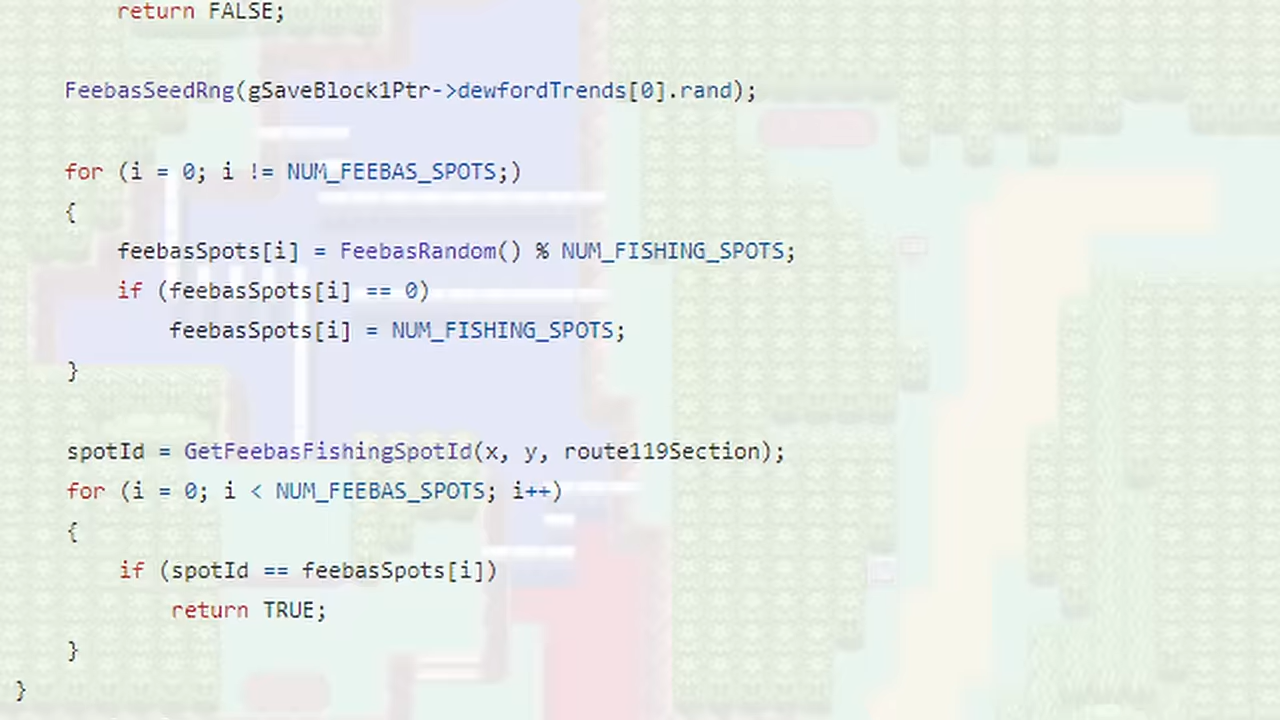 return FALSE;
FeebasSeedRng(gSaveBlock1Ptr->dewfordTrends[0].rand);
for (i = 0; i != NUM_FEEBAS_SPOTS;)
{
feebasSpots[i] = FeebasRandom() % NUM_FISHING_SPOTS;
if (feebasSpots[i] == 0)
feebasSpots[i] = NUM_FISHING_SPOTS;
}
spotId = GetFeebasFishingSpotId(x, y, route119Section);
for (i = 0; i < NUM_FEEBAS_SPOTS; i++)
{
if (spotId == feebasSpots[i])
return TRUE;
}
}